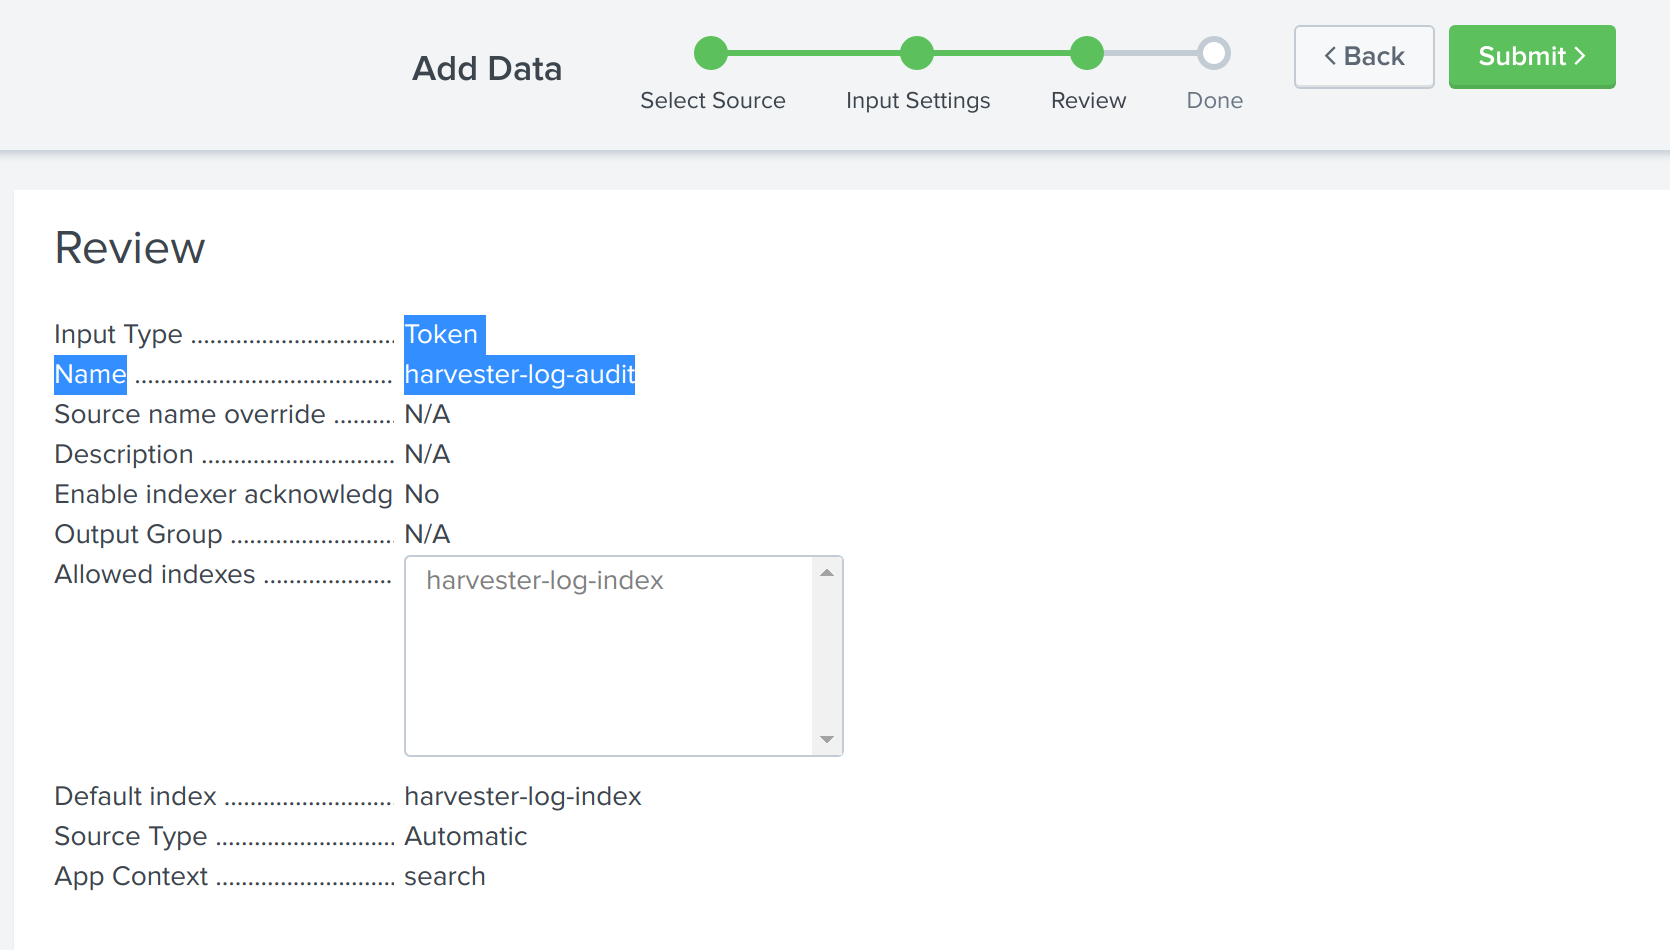 Add Data
Select Source
Input Settings
Review
Done
Back
Submit
Review
Input Type ............................... Token
Name ....................................... harvester-log-audit
Source name override ......... N/A
Description ............................. N/A
Enable indexer acknowledg No
Output Group ......................... N/A
Allowed indexes .................... harvester-log-index
Default index .......................... harvester-log-index
Source Type ........................... Automatic
App Context ........................... search